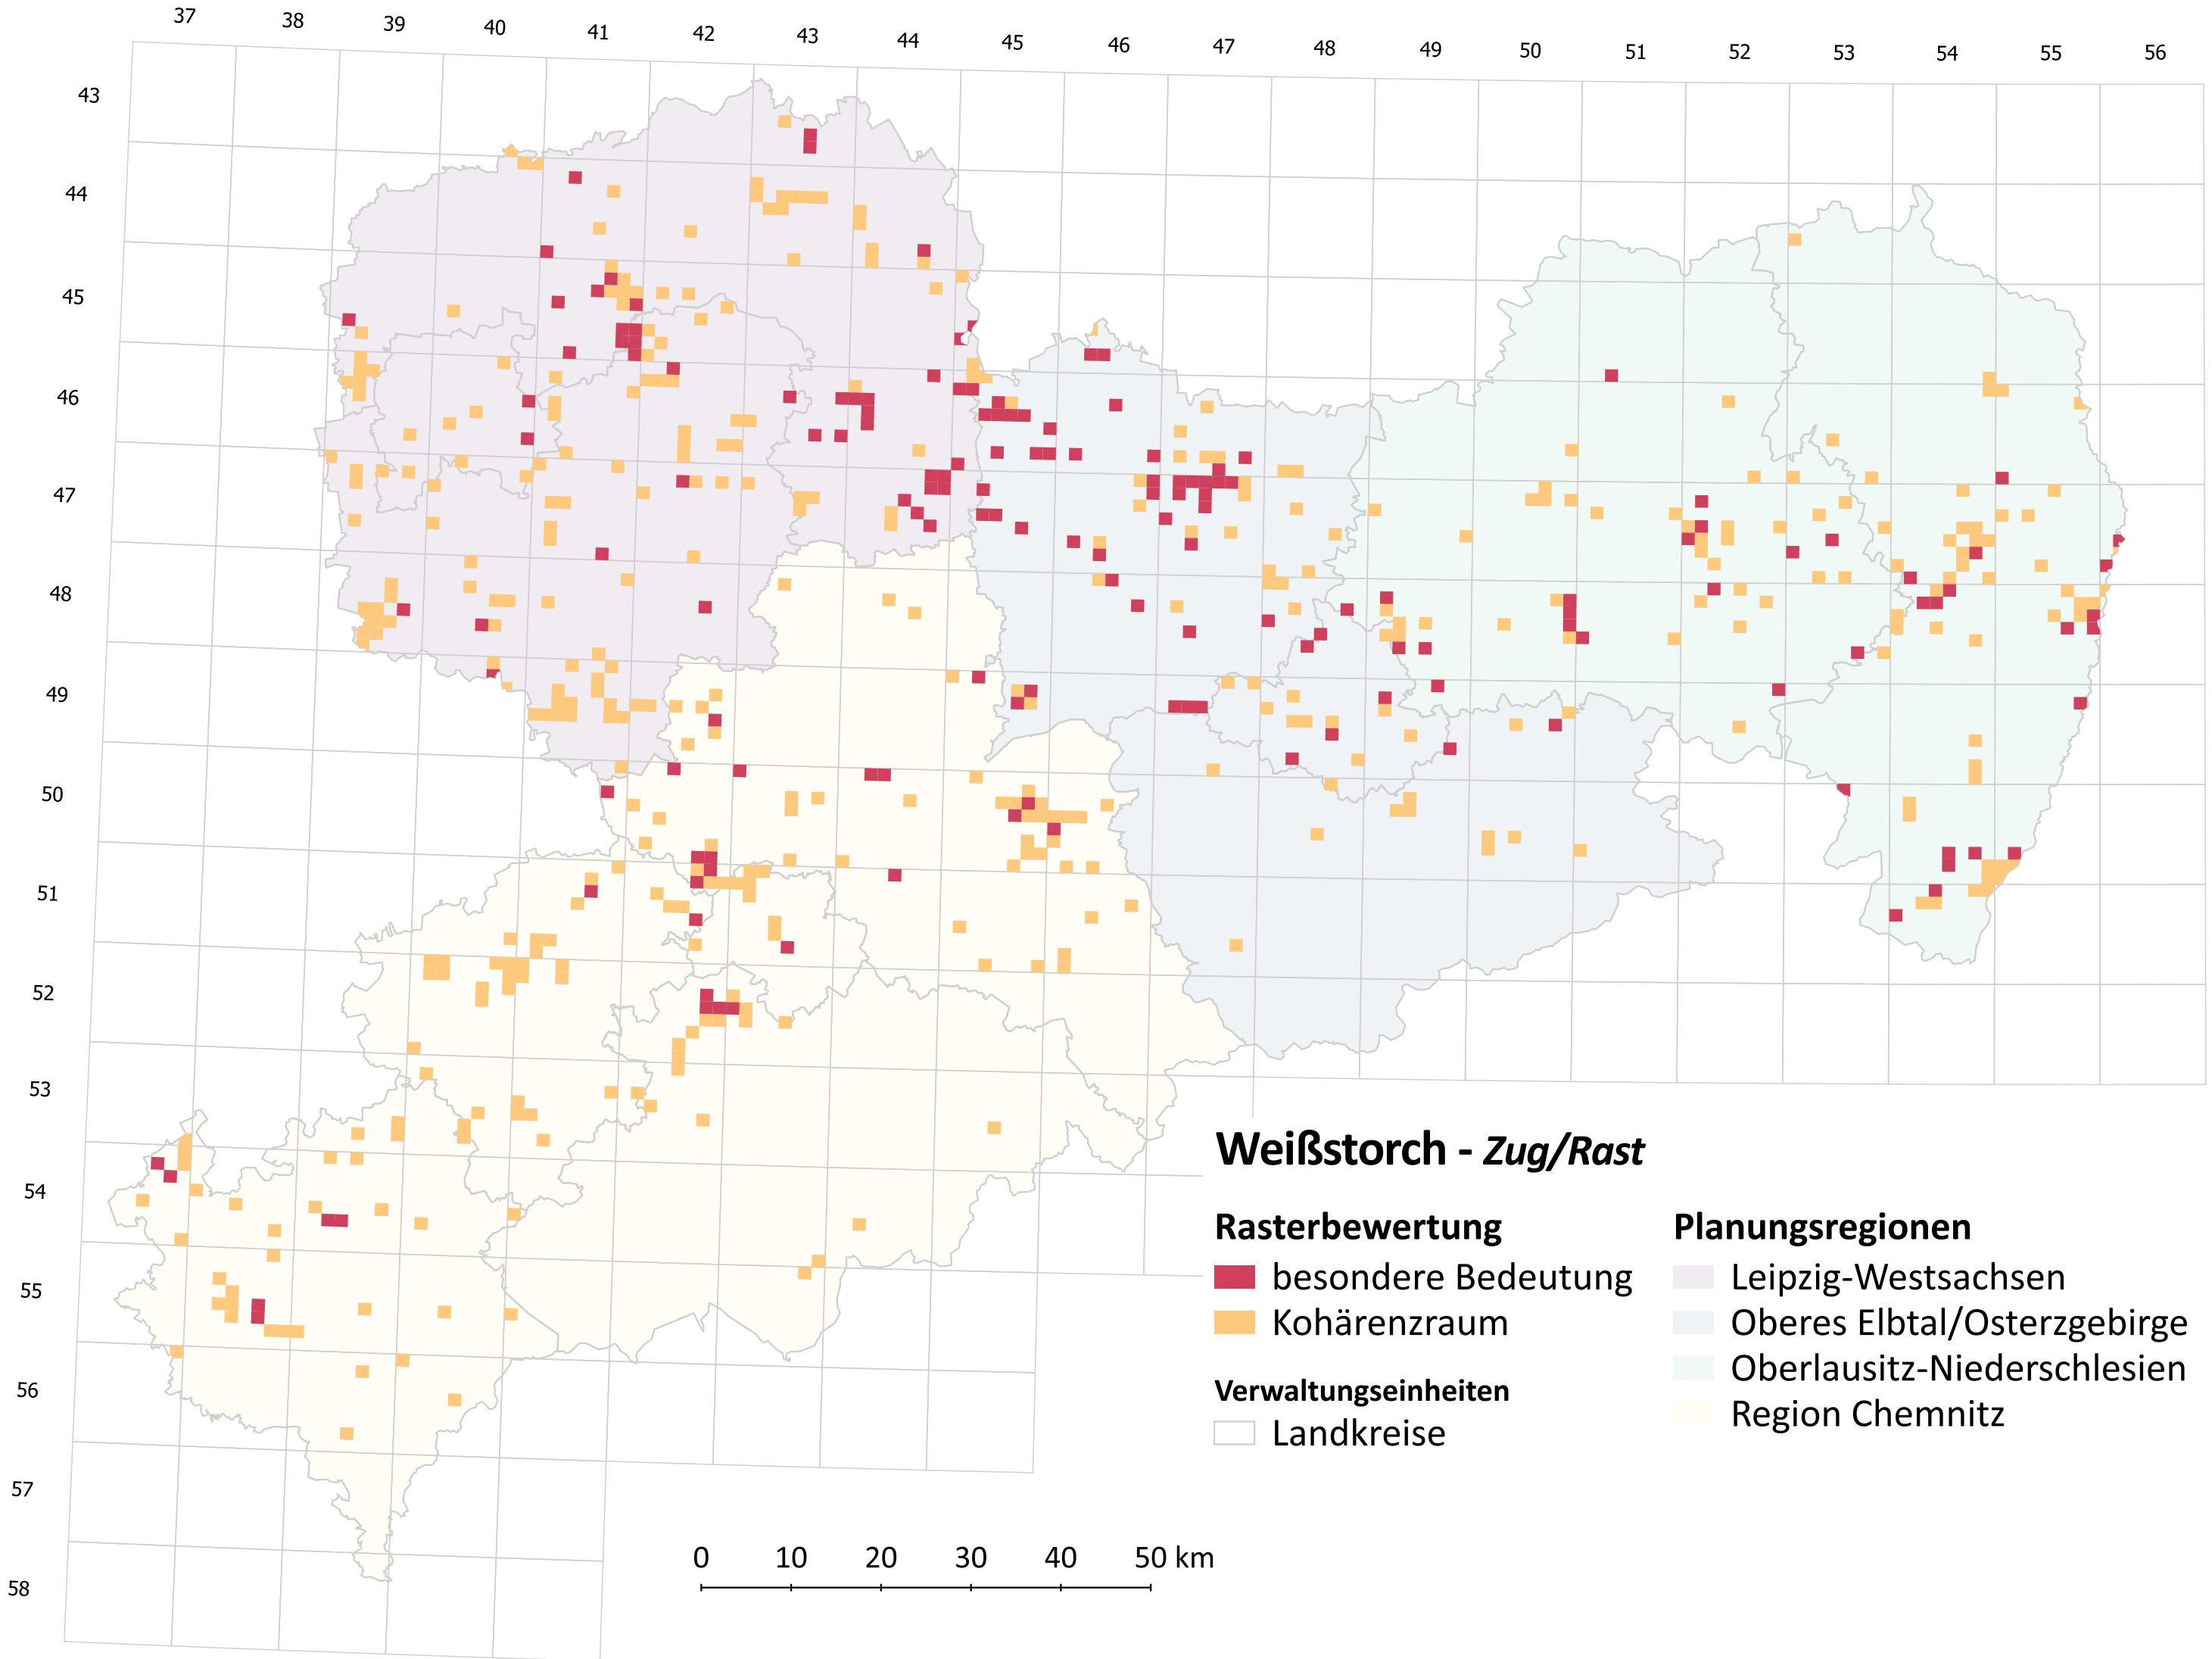 37 38 39 40 41 42 43 44 45 46 47 48 49 50 51 52 53 54 55 56
43
44
45
46
47
48
49
50
51
52
53
54
55
56
57
58
Weißstorch - Zug/Rast
Rasterbewertung
besondere Bedeutung
Kohärenzraum
Verwaltungseinheiten
Landkreise
Planungsregionen
Leipzig-Westsachsen
Oberes Elbtal/Osterzgebirge
Oberlausitz-Niederschlesien
Region Chemnitz
0 10 20 30 40 50 km